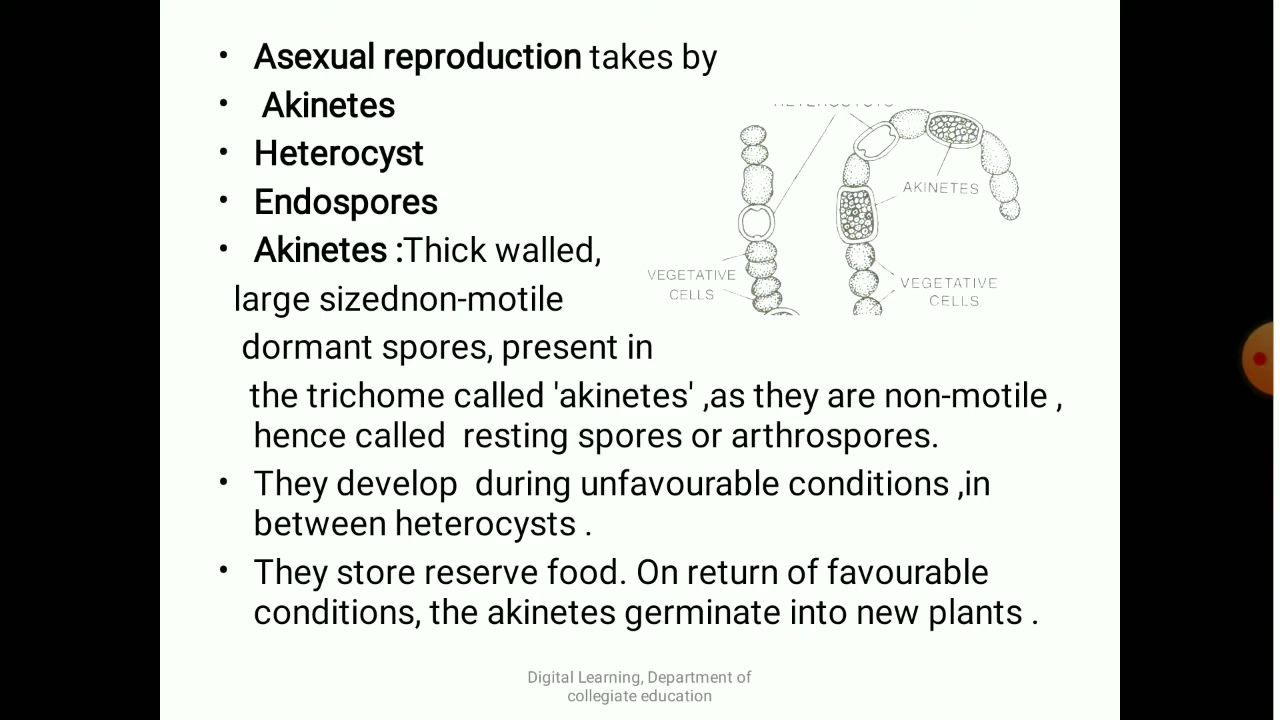 • Asexual reproduction takes by
• Akinetes
• Heterocyst
• Endospores
• Akinetes :Thick walled,
large sizednon-motile
dormant spores, present in
the trichome called 'akinetes' ,as they are non-motile ,
hence called resting spores or arthrospores.
• They develop during unfavourable conditions ,in
between heterocysts .
• They store reserve food. On return of favourable
conditions, the akinetes germinate into new plants .
HETEROCYSTS
AKINETES
VEGETATIVE
CELLS
VEGETATIVE
CELLS
Digital Learning, Department of
collegiate education